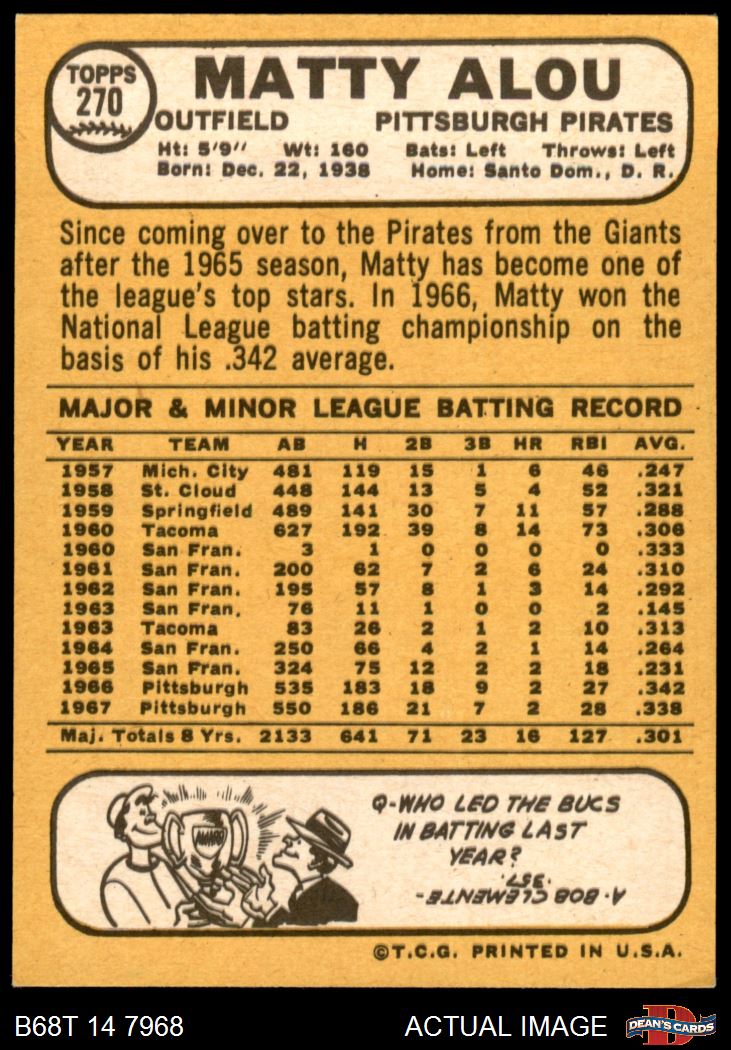 TOPPS
270
MATTY ALOU
OUTFIELD PITTSBURGH PIRATES
Ht: 5'9" Wt: 160 Bats: Left Throws: Left
Born: Dec. 22, 1938 Home: Santo Dom., D. R.
Since coming over to the Pirates from the Giants
after the 1965 season, Matty has become one of
the league's top stars. In 1966, Matty won the
National League batting championship on the
basis of his .342 average.
MAJOR & MINOR LEAGUE BATTING RECORD
YEAR TEAM AB H 2B 3B HR RBI AVG.
1957 Mich. City 481 119 15 1 6 46 .247
1958 St. Cloud 448 144 13 5 4 52 .321
1959 Springfield 489 141 30 7 11 57 .288
1960 Tacoma 627 192 39 8 14 73 .306
1960 San Fran. 3 1 0 0 0 0 .333
1961 San Fran. 200 62 7 2 6 24 .310
1962 San Fran. 195 57 8 1 3 14 .292
1963 San Fran. 76 11 1 0 0 2 .145
1963 Tacoma 83 26 2 1 2 10 .313
1964 San Fran. 250 66 4 2 1 14 .264
1965 San Fran. 324 75 12 2 2 18 .231
1966 Pittsburgh 535 183 18 9 2 27 .342
1967 Pittsburgh 550 186 21 7 2 28 .338
Maj. Totals 8 Yrs. 2133 641 71 23 16 127 .301
AWARD
Q-WHO LED THE BUCS
IN BATTING LAST
YEAR?
A-BOB CLEMENTE-
.357.
©T.C.G. PRINTED IN U.S.A.
B68T 14 7968 ACTUAL IMAGE
D
DEAN'S CARDS